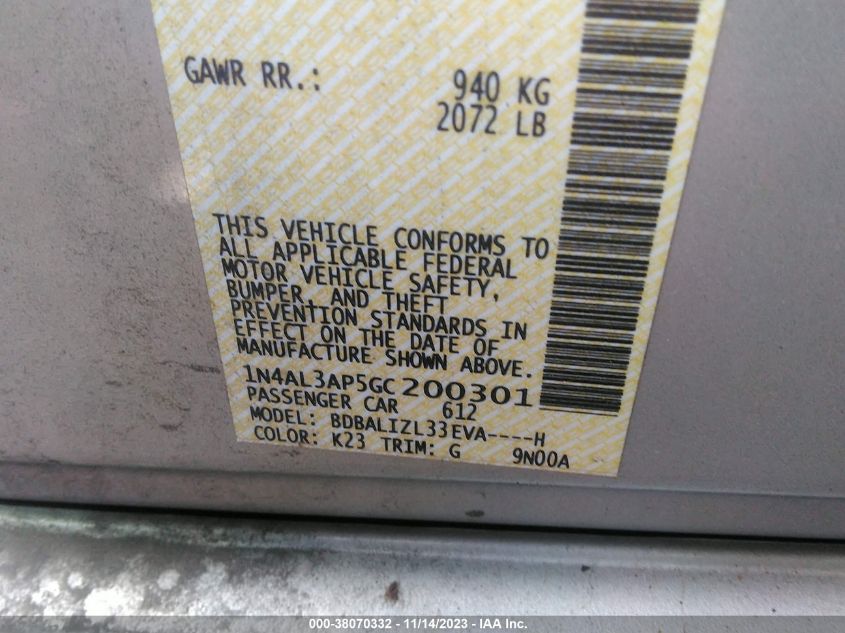 GAWR RR.: 940 KG
2072 LB
THIS VEHICLE CONFORMS TO
ALL APPLICABLE FEDERAL
MOTOR VEHICLE SAFETY,
BUMPER, AND THEFT
PREVENTION STANDARDS IN
EFFECT ON THE DATE OF
MANUFACTURE SHOWN ABOVE.
1N4AL3AP5GC200301
PASSENGER CAR 612
MODEL: BDBALIZL33EVA----H
COLOR: K23 TRIM: G 9N00A
000-38070332 - 11/14/2023 - IAA Inc.